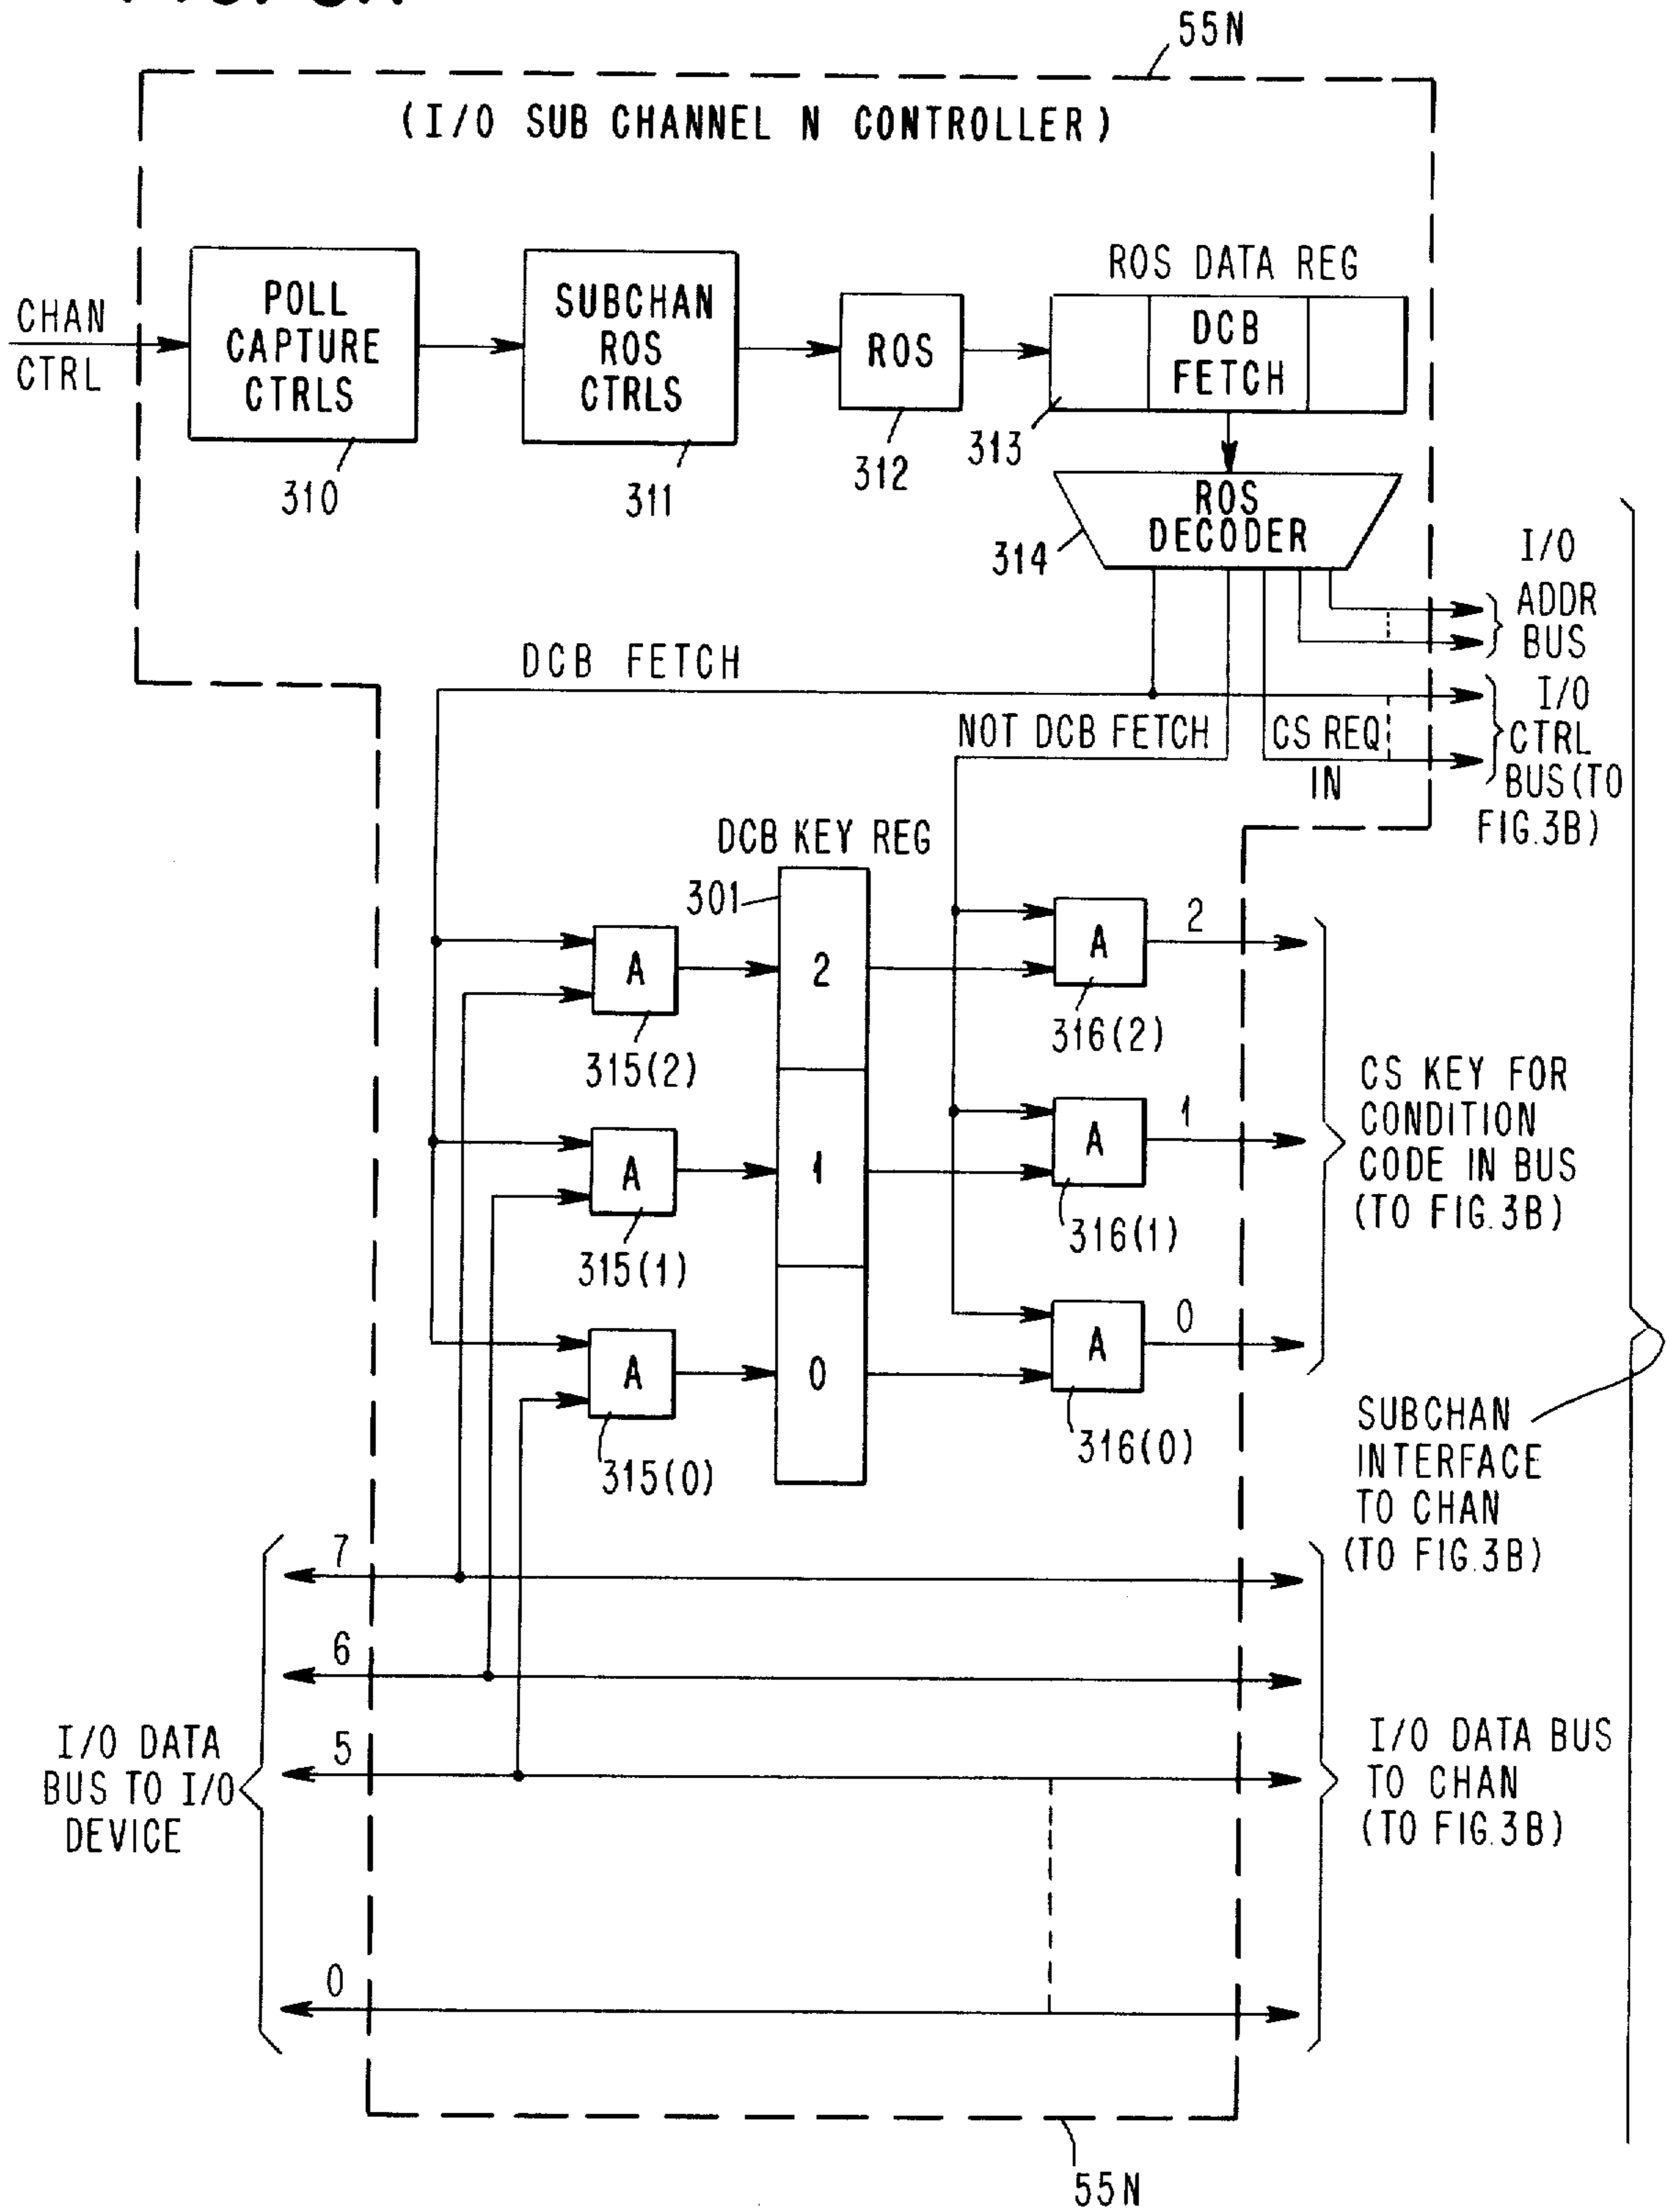 55N
(I/O SUB CHANNEL N CONTROLLER)
CHAN
CTRL
POLL
CAPTURE
CTRLS
310
SUBCHAN
ROS
CTRLS
311
ROS
312
ROS DATA REG
DCB
FETCH
313
ROS
DECODER
314
I/O
ADDR
BUS
DCB FETCH
NOT DCB FETCH
CS REQ
IN
I/O
CTRL
BUS(TO
FIG.3B)
DCB KEY REG
301
2
1
0
A
315(2)
A
315(1)
A
315(0)
A
2
316(2)
A
1
316(1)
A
0
316(0)
CS KEY FOR
CONDITION
CODE IN BUS
(TO FIG.3B)
SUBCHAN
INTERFACE
TO CHAN
(TO FIG.3B)
7
6
5
0
I/O DATA
BUS TO I/O
DEVICE
I/O DATA BUS
TO CHAN
(TO FIG.3B)
55N